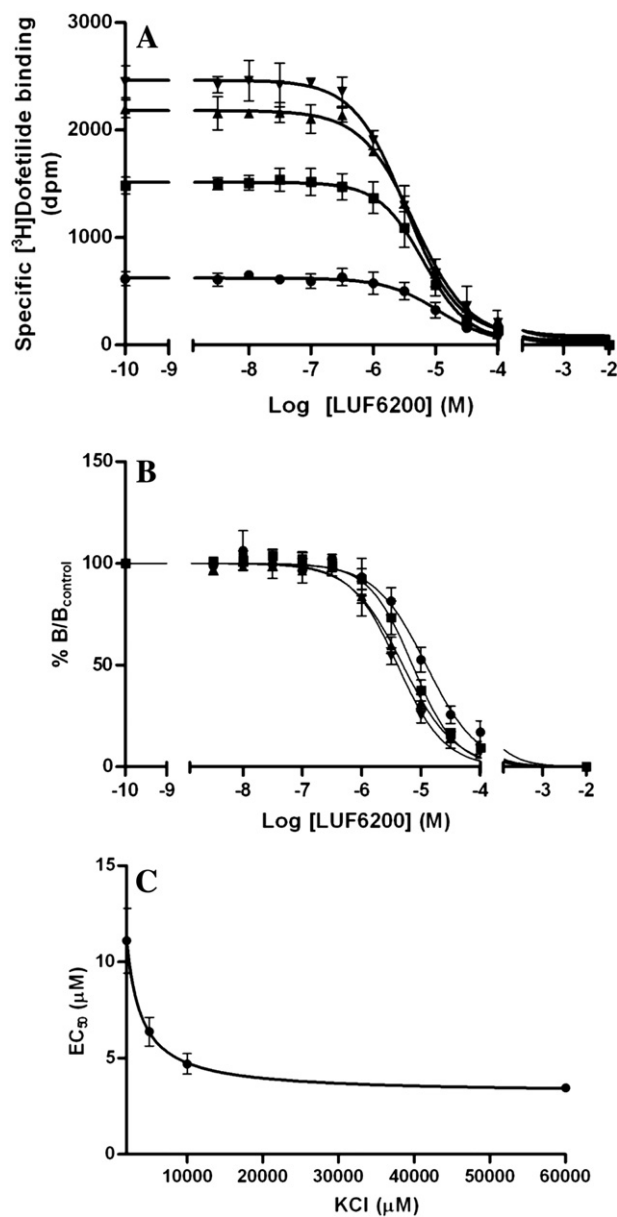 A
3000
2000
1000
0
Specific [³H]Dofetilide binding
(dpm)
-10 -9 -8 -7 -6 -5 -4 -3 -2
Log [LUF6200] (M)
B
150
100
50
0
% B/Bcontrol
-10 -9 -8 -7 -6 -5 -4 -3 -2
Log [LUF6200] (M)
C
15
10
5
0
EC₅₀ (μM)
10000 20000 30000 40000 50000 60000
KCl (μM)